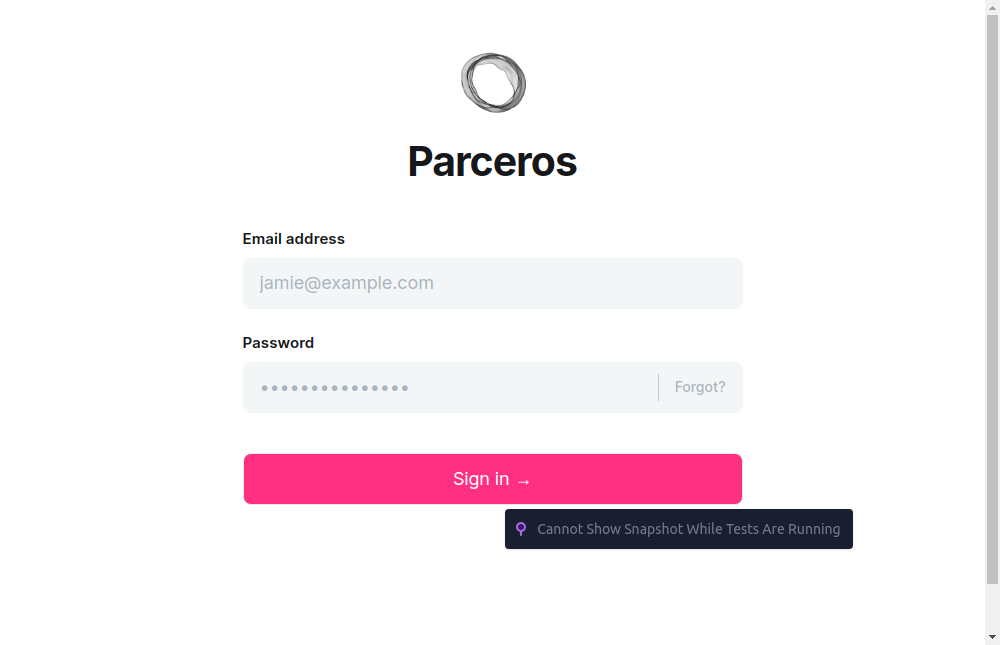 Parceros
Email address
jamie@example.com
Password
••••••••••••••• Forgot?
Sign in →
Cannot Show Snapshot While Tests Are Running